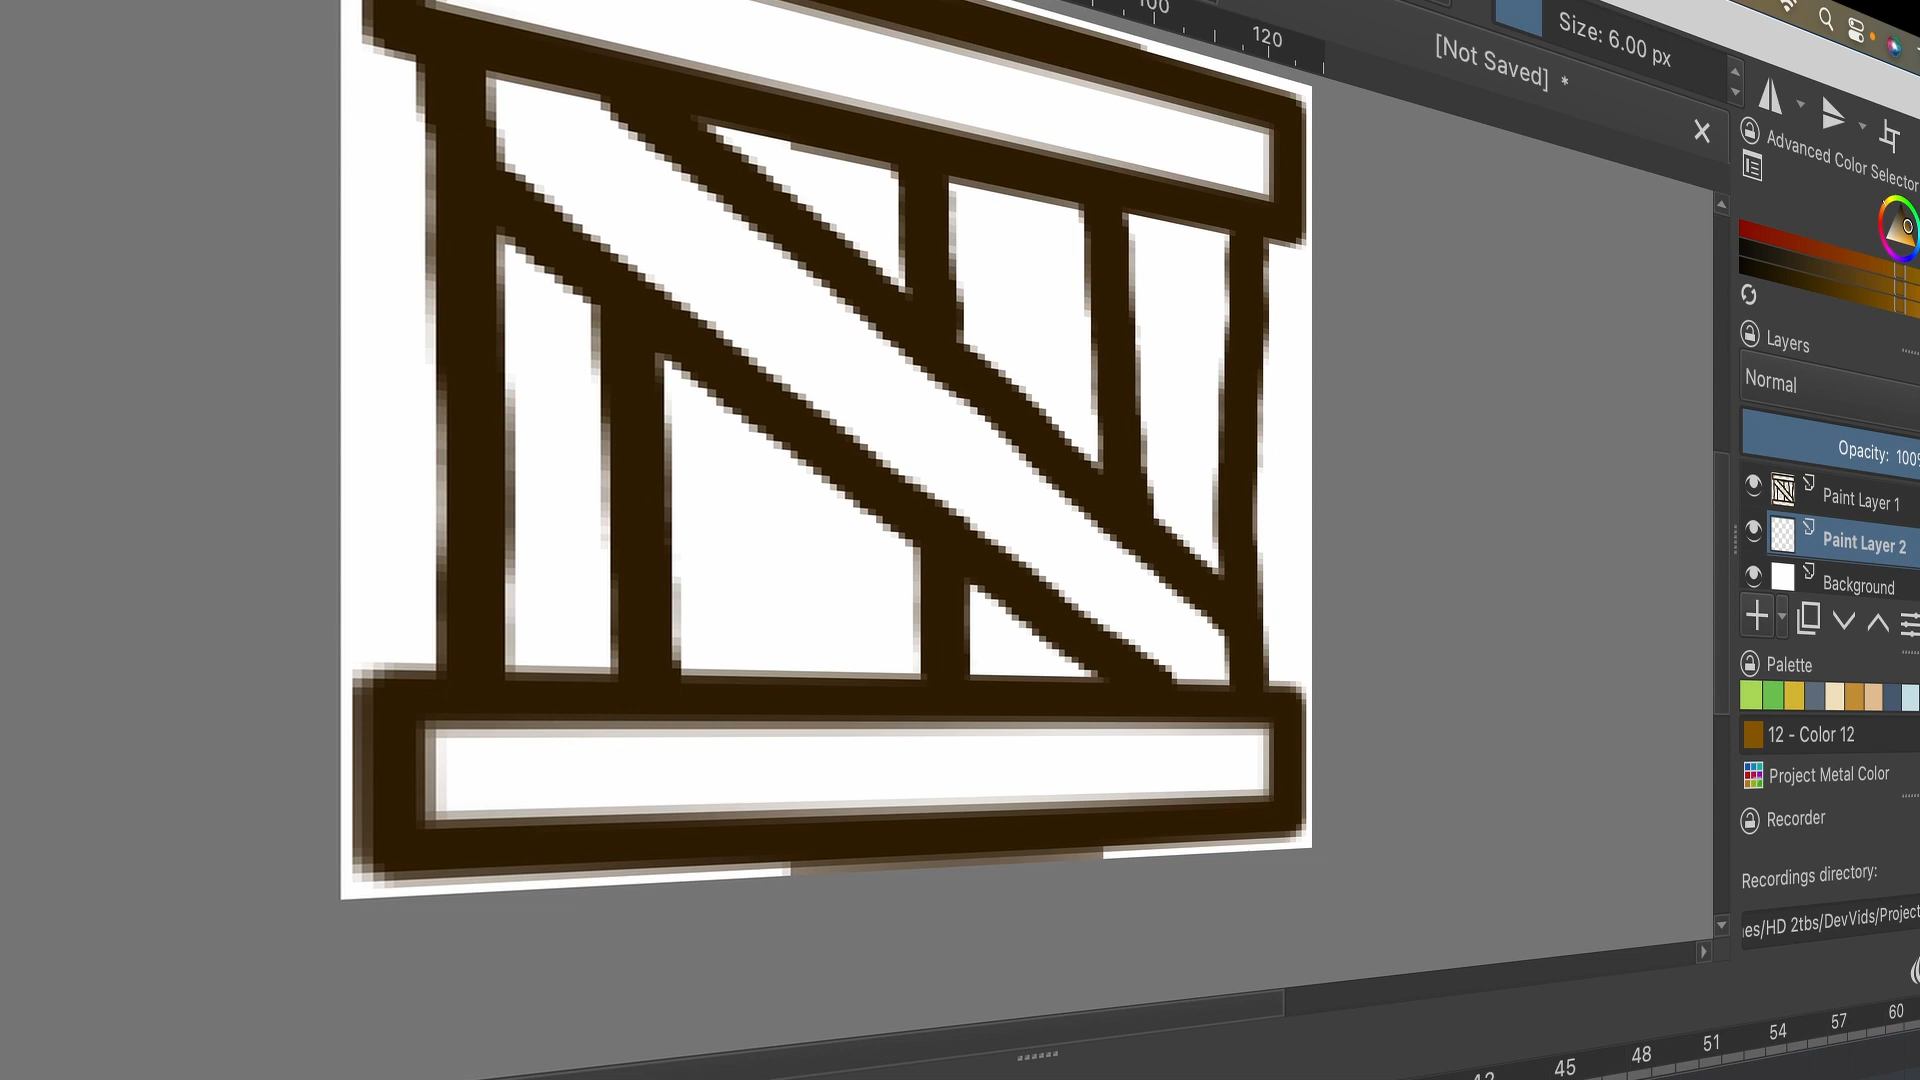 100
120
Size: 6.00 px
[Not Saved] *
Advanced Color Selector
Layers
Normal
Opacity: 100%
Paint Layer 1
Paint Layer 2
Background
Palette
12 - Color 12
Project Metal Color
Recorder
Recordings directory:
es/HD 2tbs/DevVids/Project
45
48
51
54
57
60